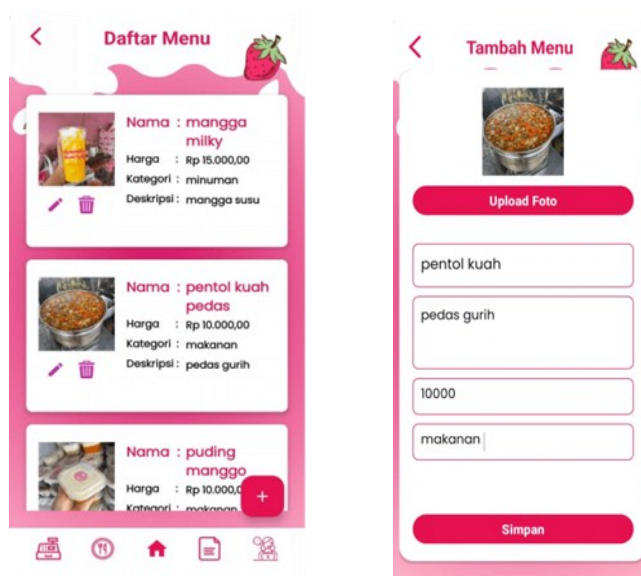 Daftar Menu
Nama : mangga
milky
Harga : Rp 15.000,00
Kategori : minuman
Deskripsi : mangga susu
Nama : pentol kuah
pedas
Harga : Rp 10.000,00
Kategori : makanan
Deskripsi : pedas gurih
Nama : puding
manggo
Harga : Rp 10.000,0
+
Kategori : makanan
Tambah Menu
Upload Foto
pentol kuah
pedas gurih
10000
makanan
Simpan